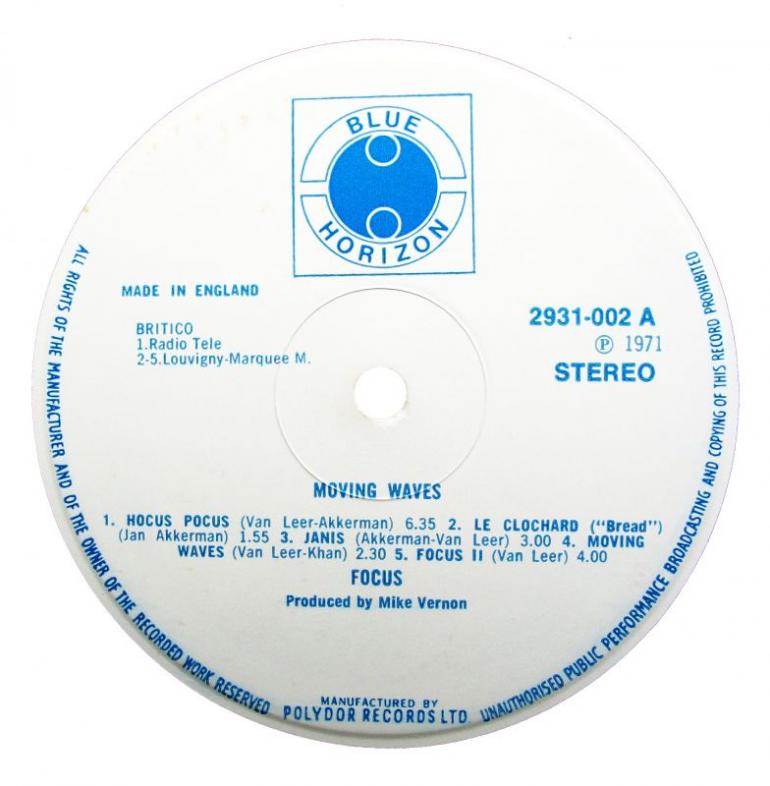 BLUE
HORIZON
MADE IN ENGLAND
BRITICO
1.Radio Tele
2-5.Louvigny-Marquee M.
2931-002 A
Ⓟ 1971
STEREO
MOVING WAVES
1. HOCUS POCUS (Van Leer-Akkerman) 6.35 2. LE CLOCHARD ("Bread")
(Jan Akkerman) 1.55 3. JANIS (Akkerman-Van Leer) 3.00 4. MOVING
WAVES (Van Leer-Khan) 2.30 5. FOCUS II (Van Leer) 4.00
FOCUS
Produced by Mike Vernon
MANUFACTURED BY
POLYDOR RECORDS LTD
ALL RIGHTS OF THE MANUFACTURER AND OF THE OWNER OF THE RECORDED WORK RESERVED
UNAUTHORISED PUBLIC PERFORMANCE BROADCASTING AND COPYING OF THIS RECORD PROHIBITED